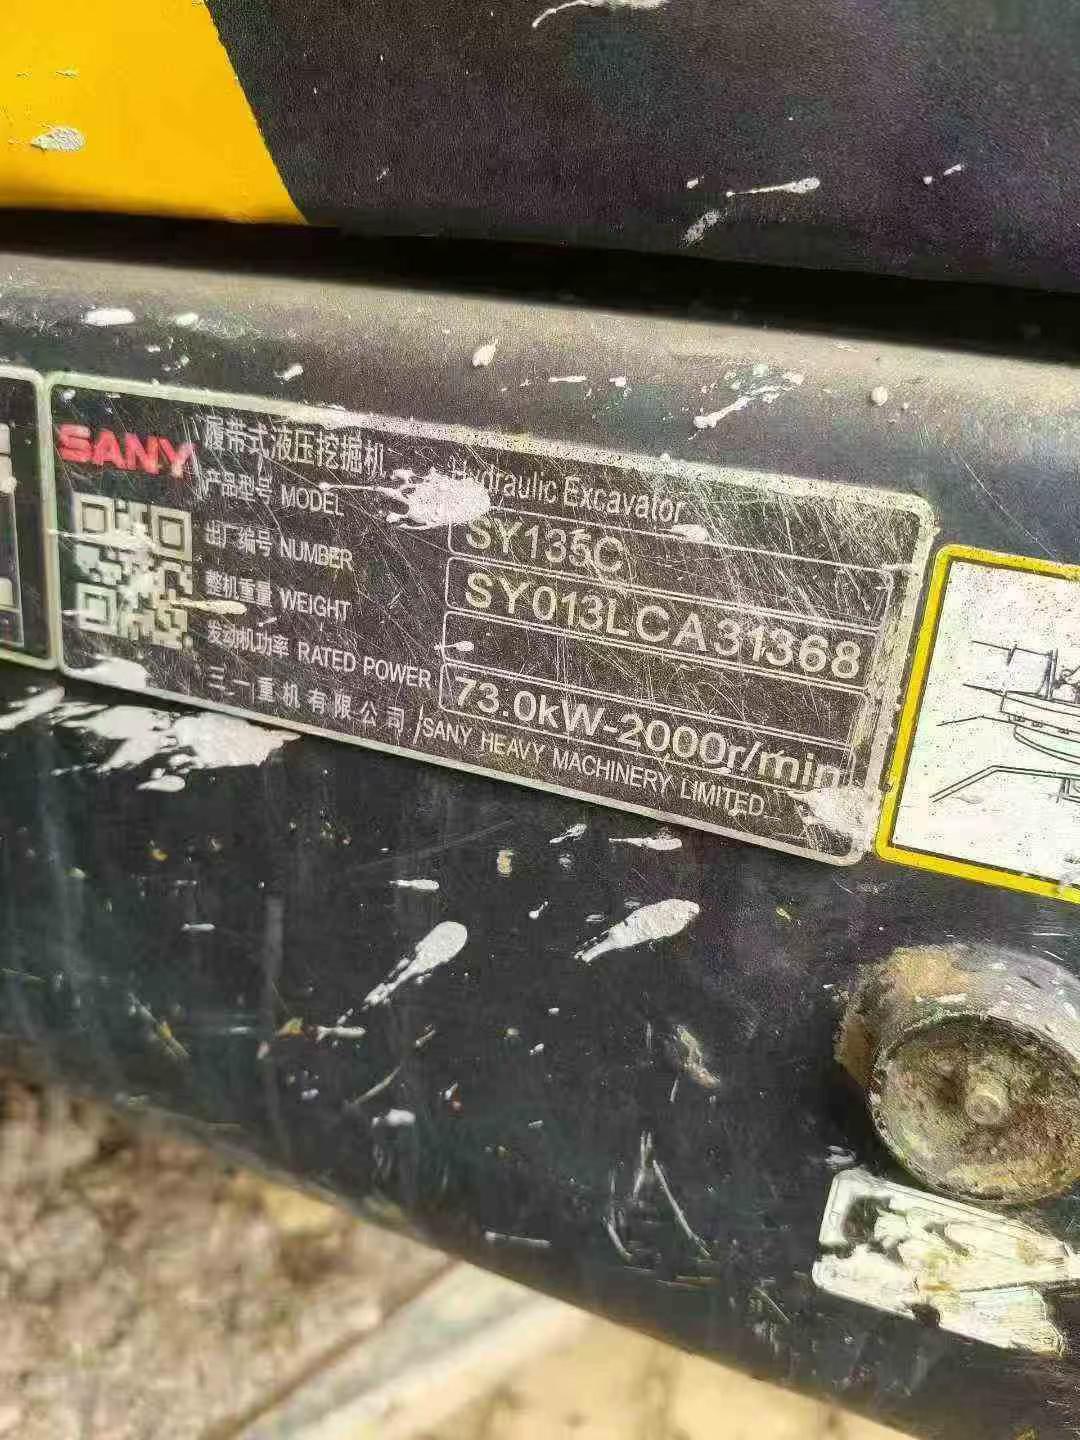 SANY 履带式液压挖掘机 Hydraulic Excavator
产品型号 MODEL SY135C
出厂编号 NUMBER SY013LCA31368
整机重量 WEIGHT
发动机功率 RATED POWER 73.0kW-2000r/min
三一重机有限公司 /SANY HEAVY MACHINERY LIMITED